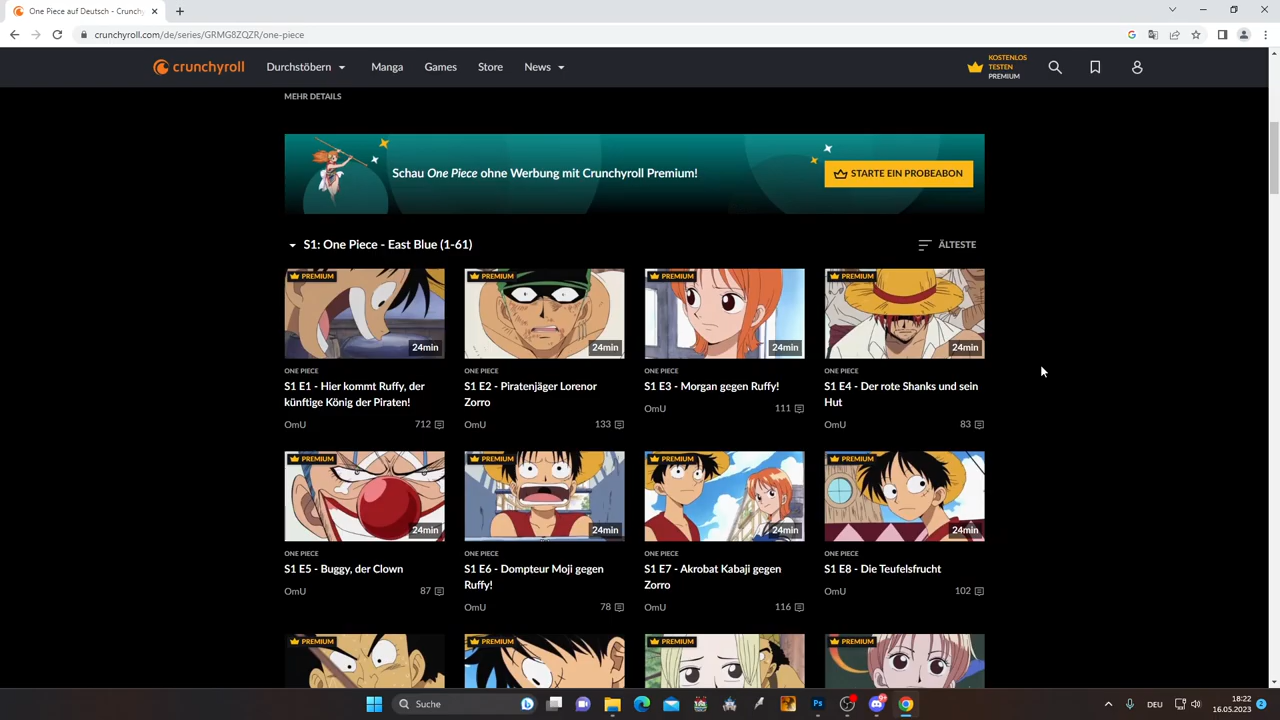 One Piece auf Deutsch - Crunchy
crunchyroll.com/de/series/GRMG8ZQZR/one-piece
crunchyroll
Durchstöbern
Manga
Games
Store
News
KOSTENLOS
TESTEN
PREMIUM
MEHR DETAILS
Schau One Piece ohne Werbung mit Crunchyroll Premium!
STARTE EIN PROBEABON
S1: One Piece - East Blue (1-61)
ÄLTESTE
PREMIUM
24min
PREMIUM
24min
PREMIUM
24min
PREMIUM
24min
ONE PIECE
S1 E1 - Hier kommt Ruffy, der
künftige König der Piraten!
OmU
712
ONE PIECE
S1 E2 - Piratenjäger Lorenor
Zorro
OmU
133
ONE PIECE
S1 E3 - Morgan gegen Ruffy!
OmU
111
ONE PIECE
S1 E4 - Der rote Shanks und sein
Hut
OmU
83
PREMIUM
24min
PREMIUM
24min
PREMIUM
24min
PREMIUM
24min
ONE PIECE
S1 E5 - Buggy, der Clown
OmU
87
ONE PIECE
S1 E6 - Dompteur Moji gegen
Ruffy!
OmU
78
ONE PIECE
S1 E7 - Akrobat Kabaji gegen
Zorro
OmU
116
ONE PIECE
S1 E8 - Die Teufelsfrucht
OmU
102
PREMIUM
PREMIUM
PREMIUM
PREMIUM
Suche
Ps
DEU
18:22
16.05.2023
2